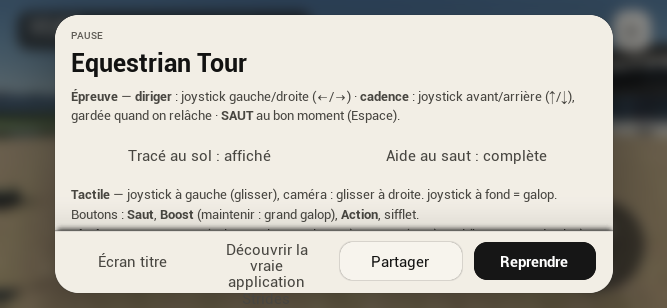 PAUSE
Equestrian Tour
Épreuve — diriger : joystick gauche/droite (←/→) · cadence : joystick avant/arrière (↑/↓),
gardée quand on relâche · SAUT au bon moment (Espace).
Tracé au sol : affiché
Aide au saut : complète
Tactile — joystick à gauche (glisser), caméra : glisser à droite. joystick à fond = galop.
Boutons : Saut, Boost (maintenir : grand galop), Action, sifflet.
Écran titre
Découvrir la
vraie
application
Partager
Reprendre